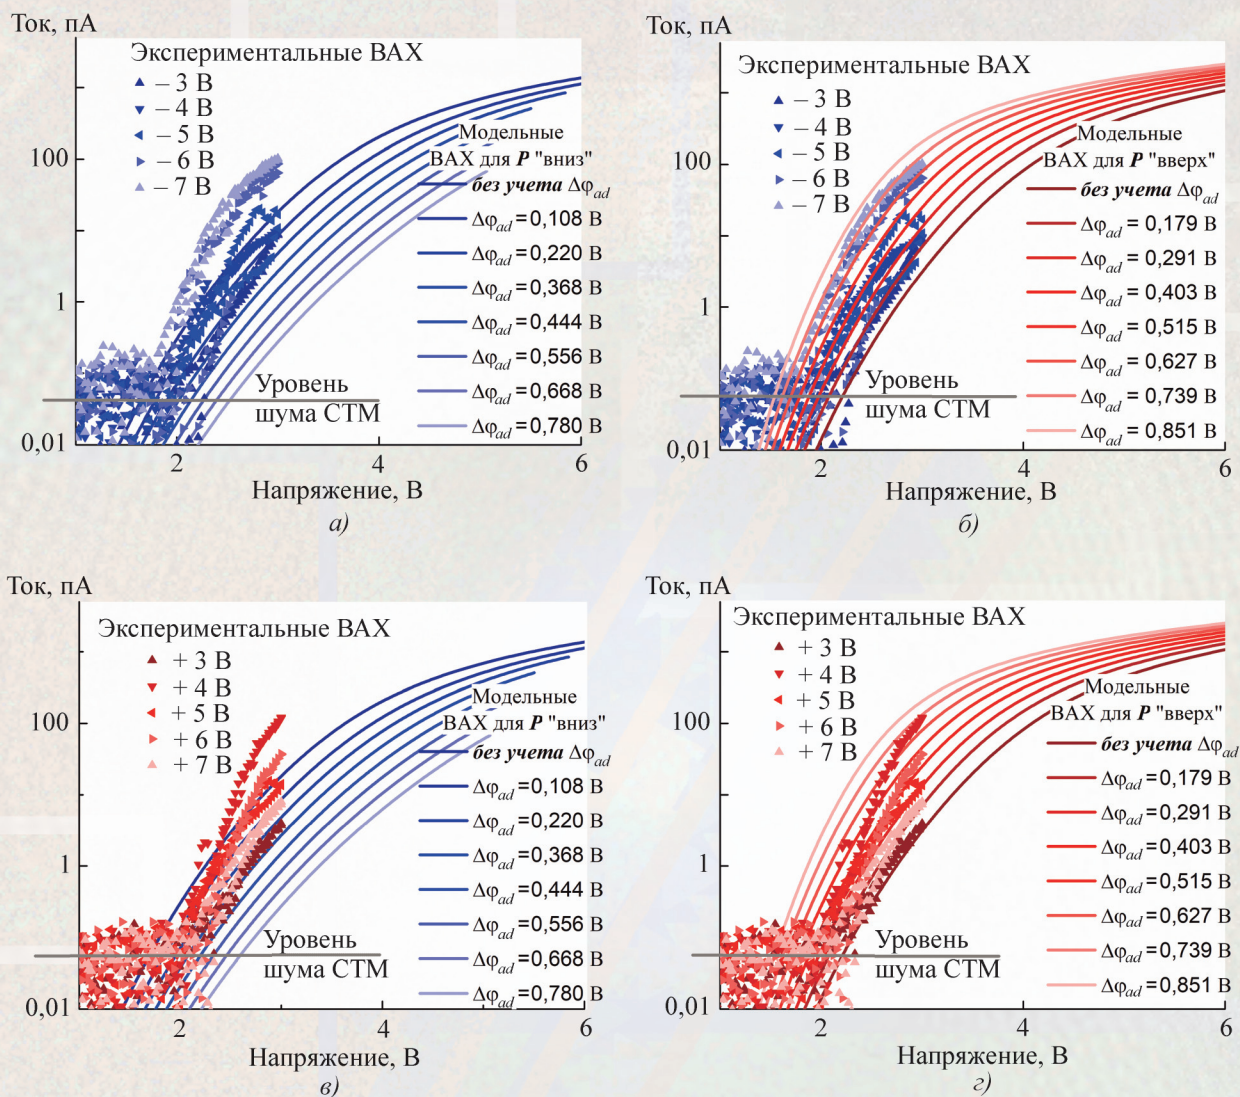 Ток, пА
Экспериментальные ВАХ
– 3 В
– 4 В
– 5 В
– 6 В
– 7 В
100
1
0,01
Модельные
ВАХ для P "вниз"
без учета Δφad
Δφad = 0,108 В
Δφad = 0,220 В
Δφad = 0,368 В
Δφad = 0,444 В
Δφad = 0,556 В
Δφad = 0,668 В
Δφad = 0,780 В
Уровень
шума СТМ
2 4 6
Напряжение, В
а)
Ток, пА
Экспериментальные ВАХ
– 3 В
– 4 В
– 5 В
– 6 В
– 7 В
100
1
0,01
Модельные
ВАХ для P "вверх"
без учета Δφad
Δφad = 0,179 В
Δφad = 0,291 В
Δφad = 0,403 В
Δφad = 0,515 В
Δφad = 0,627 В
Δφad = 0,739 В
Δφad = 0,851 В
Уровень
шума СТМ
2 4 6
Напряжение, В
б)
Ток, пА
Экспериментальные ВАХ
+ 3 В
+ 4 В
+ 5 В
+ 6 В
+ 7 В
100
1
0,01
Модельные
ВАХ для P "вниз"
без учета Δφad
Δφad = 0,108 В
Δφad = 0,220 В
Δφad = 0,368 В
Δφad = 0,444 В
Δφad = 0,556 В
Δφad = 0,668 В
Δφad = 0,780 В
Уровень
шума СТМ
2 4 6
Напряжение, В
в)
Ток, пА
Экспериментальные ВАХ
+ 3 В
+ 4 В
+ 5 В
+ 6 В
+ 7 В
100
1
0,01
Модельные
ВАХ для P "вверх"
без учета Δφad
Δφad = 0,179 В
Δφad = 0,291 В
Δφad = 0,403 В
Δφad = 0,515 В
Δφad = 0,627 В
Δφad = 0,739 В
Δφad = 0,851 В
Уровень
шума СТМ
2 4 6
Напряжение, В
г)